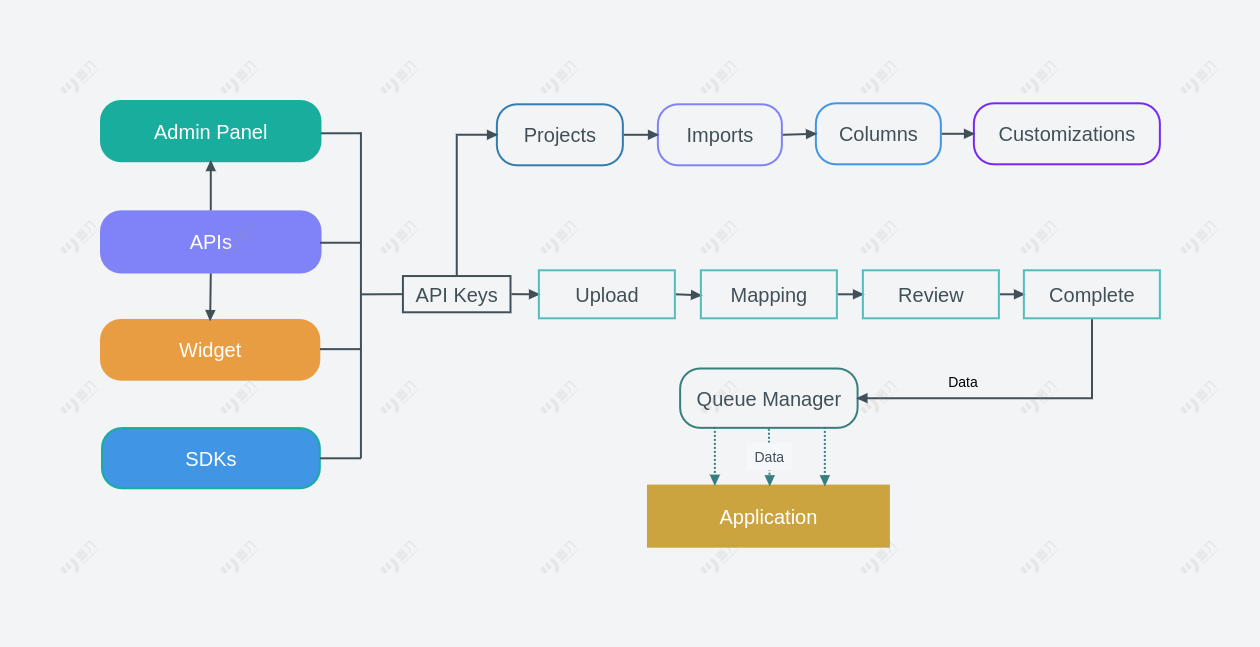 Admin Panel
APIs
Widget
SDKs
API Keys
Projects
Imports
Columns
Customizations
Upload
Mapping
Review
Complete
Data
Queue Manager
Data
Application